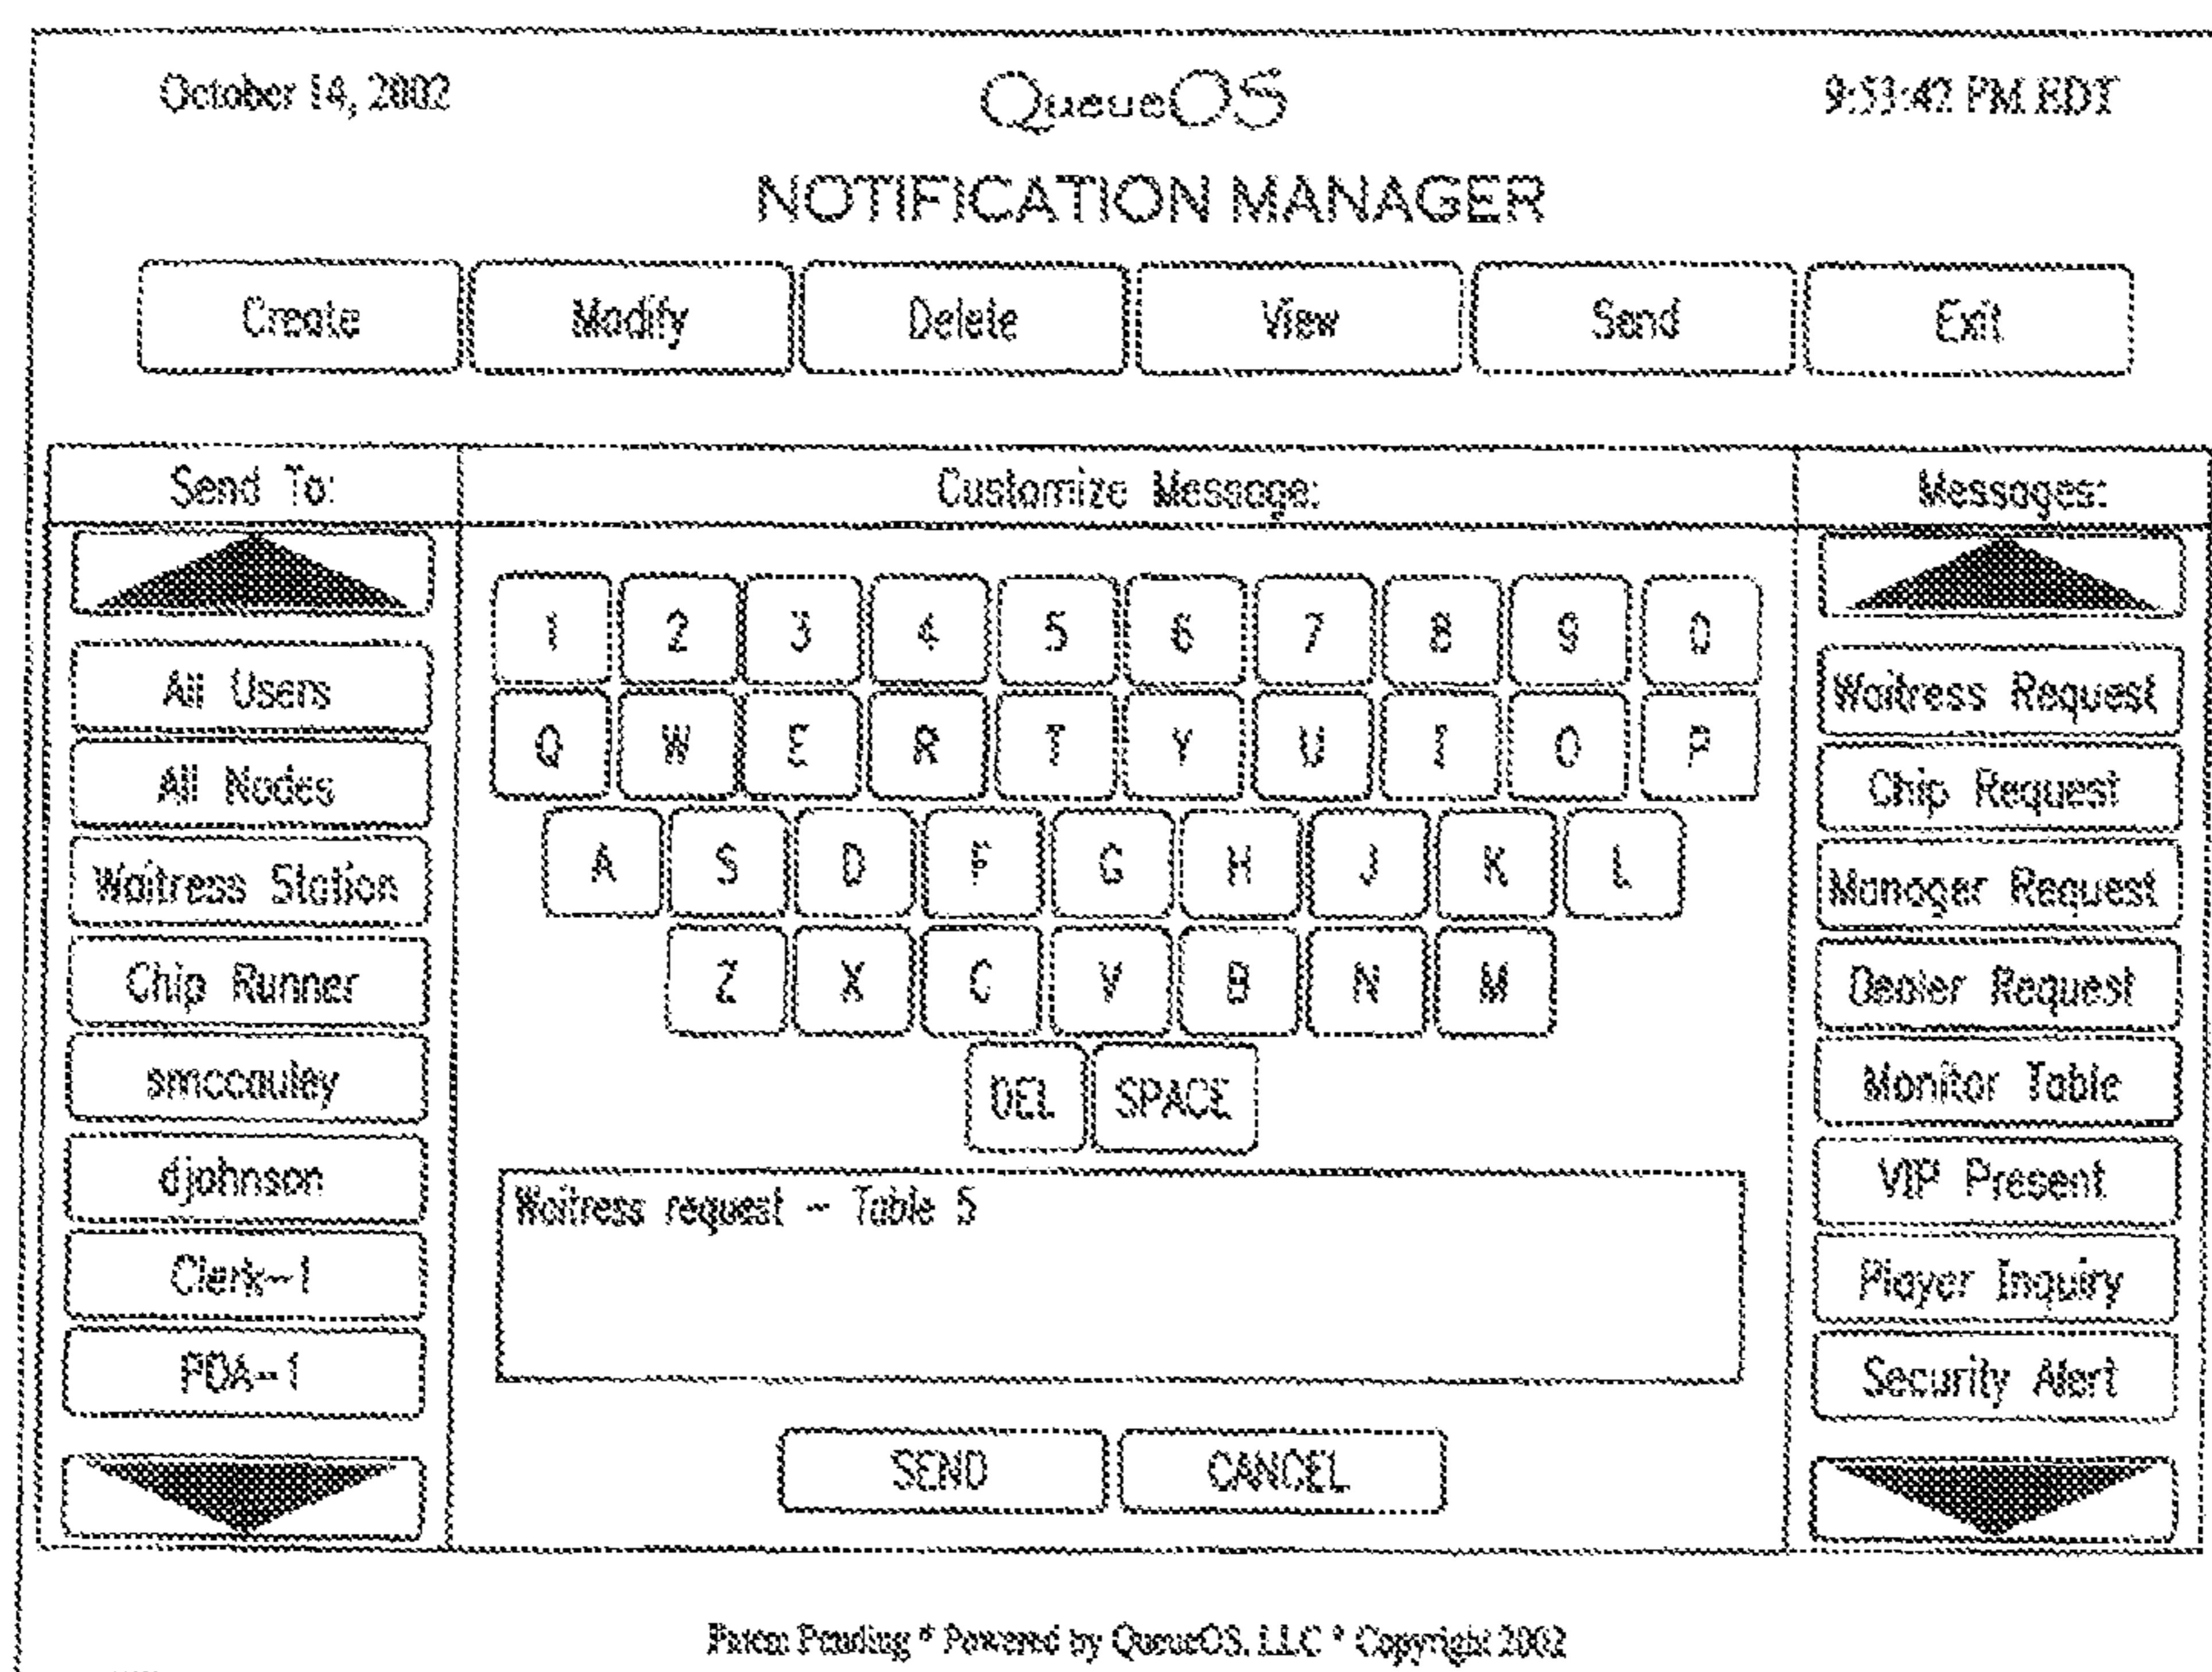 October 14, 2002
QueueOS
9:53:42 PM EDT
NOTIFICATION MANAGER
Create Modify Delete View Send Exit
Send To:
Customize Message:
Messages:
All Users
All Nodes
Waitress Station
Chip Runner
smccauley
djohnson
Clerk-1
PDA-1
1 2 3 4 5 6 7 8 9 0
Q W E R T Y U I O P
A S D F G H J K L
Z X C V B N M
DEL SPACE
Waitress request - Table 5
SEND CANCEL
Waitress Request
Chip Request
Manager Request
Dealer Request
Monitor Table
VIP Present
Player Inquiry
Security Alert
Patent Pending * Powered by QueueOS, LLC * Copyright 2002